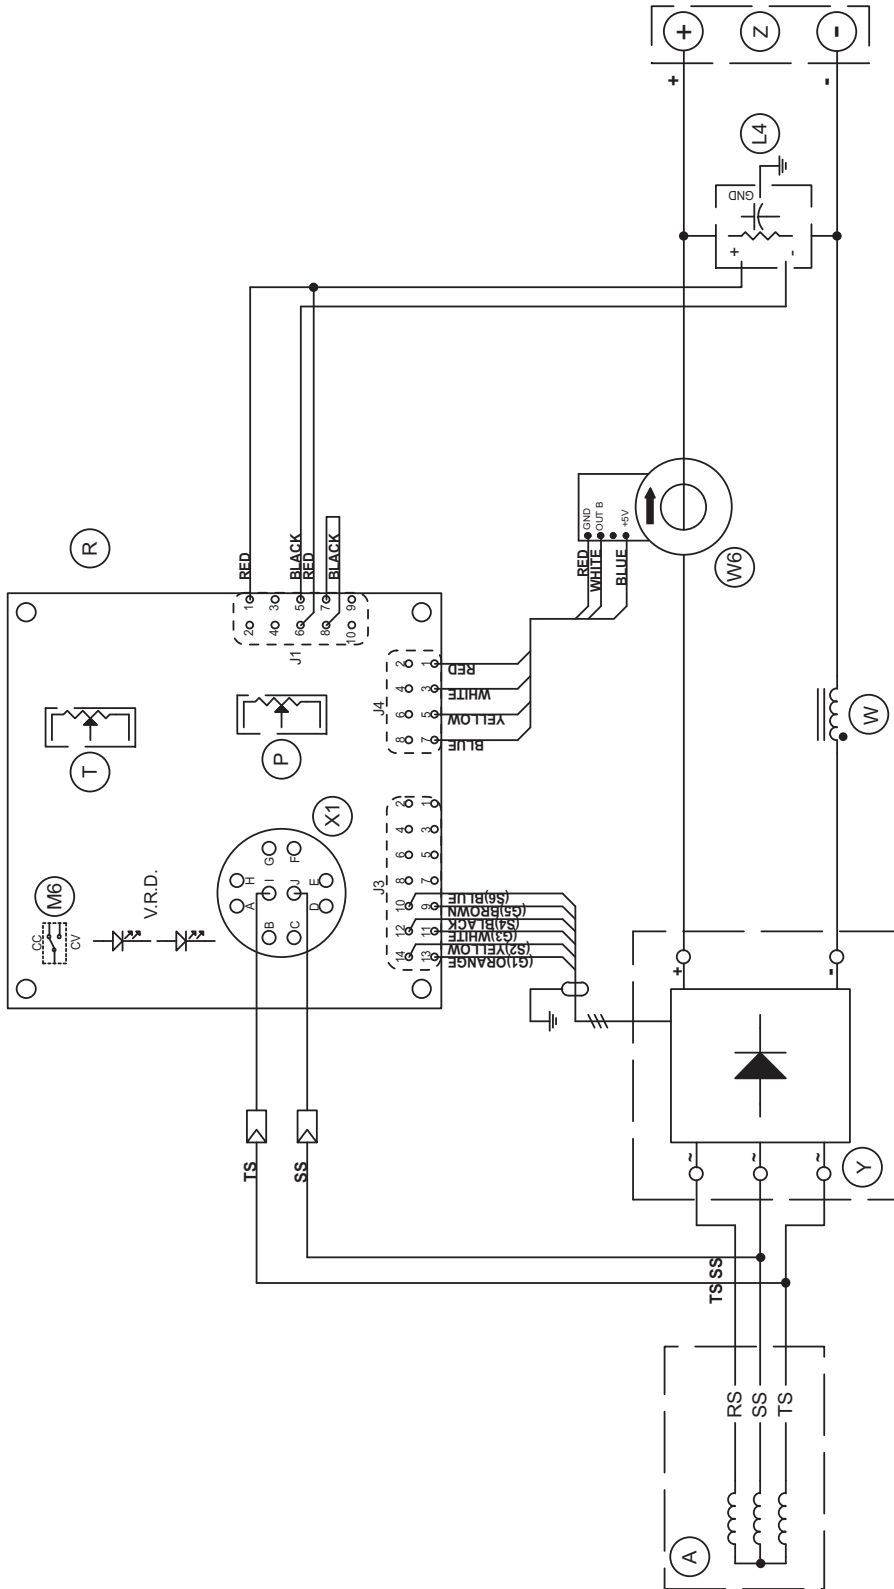 +
Z
-
+
-
L4
GND
+
-
R
RED
BLACK
RED
BLACK
1
3
5
7
9
2
4
6
8
10
J1
GND
OUT B
+5V
RED
WHITE
BLUE
W6
T
P
J4
2
4
6
8
1
3
5
7
RED
WHITE
YELLOW
BLUE
W
M6
CC
CV
V.R.D.
X1
A
H
B
I
G
C
J
F
D
E
J3
2
4
6
8
10
12
14
1
3
5
7
9
11
13
(S6)BLUE
(G5)BROWN
(S4)BLACK
(G3)WHITE
(S2)YELLOW
(G1)ORANGE
+
-
~
~
~
Y
TS
SS
TS SS
RS
SS
TS
A